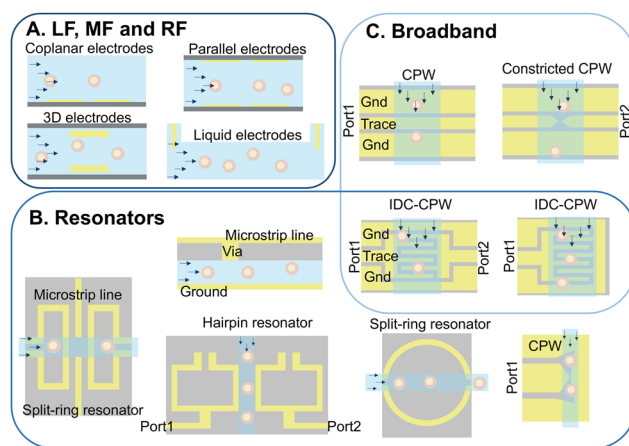 A. LF, MF and RF
Coplanar electrodes
Parallel electrodes
3D electrodes
Liquid electrodes
C. Broadband
CPW
Constricted CPW
Port1
Gnd
Trace
Gnd
Port2
IDC-CPW
IDC-CPW
Port1
Gnd
Trace
Gnd
Port2
Port1
B. Resonators
Microstrip line
Via
Ground
Microstrip line
Split-ring resonator
Hairpin resonator
Port1
Port2
Split-ring resonator
CPW
Port1